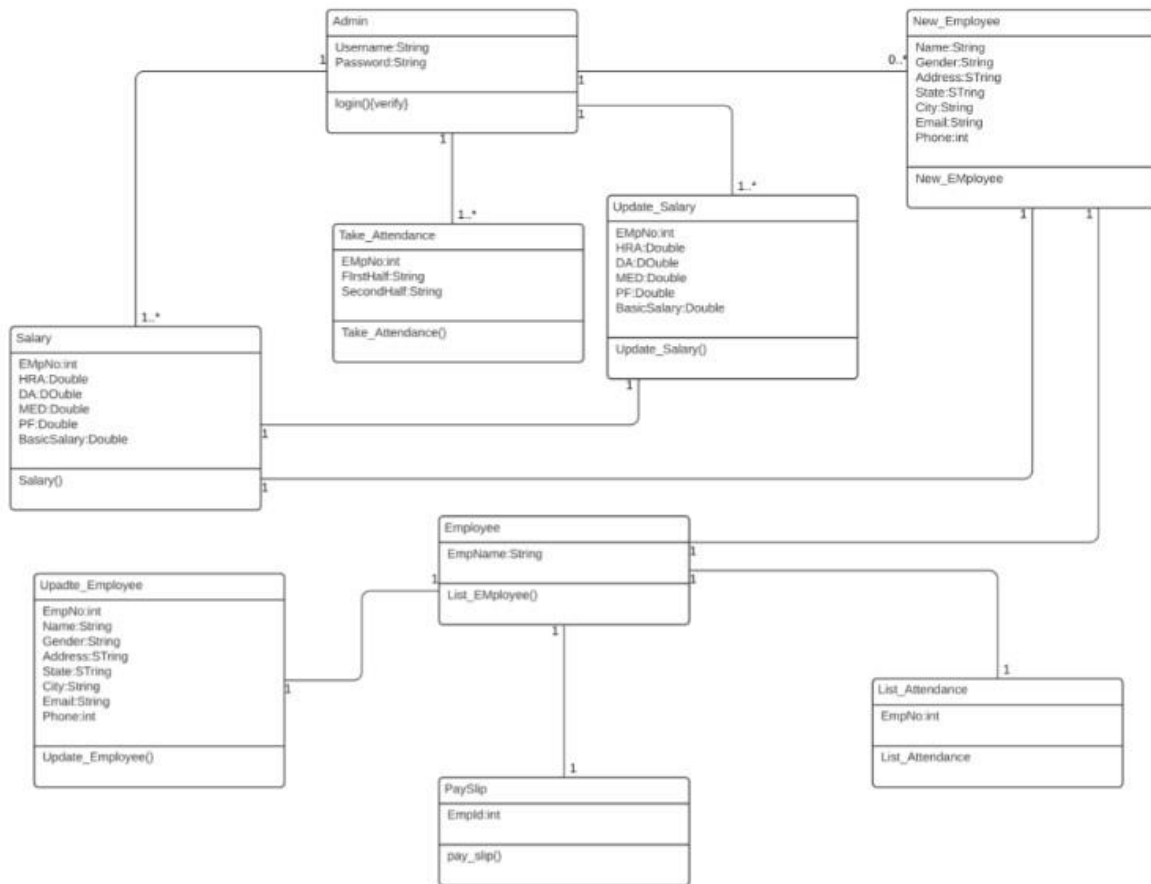 Admin
Username:String
Password:String
login(){verify}
1
1
1
1
New_Employee
Name:String
Gender:String
Address:STring
State:STring
City:String
Email:String
Phone:int
New_EMployee
0..*
1
1
Take_Attendance
EMpNo:int
FIrstHalf:String
SecondHalf:String
Take_Attendance()
1..*
Update_Salary
EMpNo:int
HRA:Double
DA:DOuble
MED:Double
PF:Double
BasicSalary:Double
Update_Salary()
1..*
1
Salary
EMpNo:int
HRA:Double
DA:DOuble
MED:Double
PF:Double
BasicSalary:Double
Salary()
1..*
1
1
Employee
EmpName:String
List_EMployee()
1
1
1
1
Upadte_Employee
EmpNo:int
Name:String
Gender:String
Address:STring
State:STring
City:String
Email:String
Phone:int
Update_Employee()
1
List_Attendance
EmpNo:int
List_Attendance
1
PaySlip
EmpId:int
pay_slip()
1